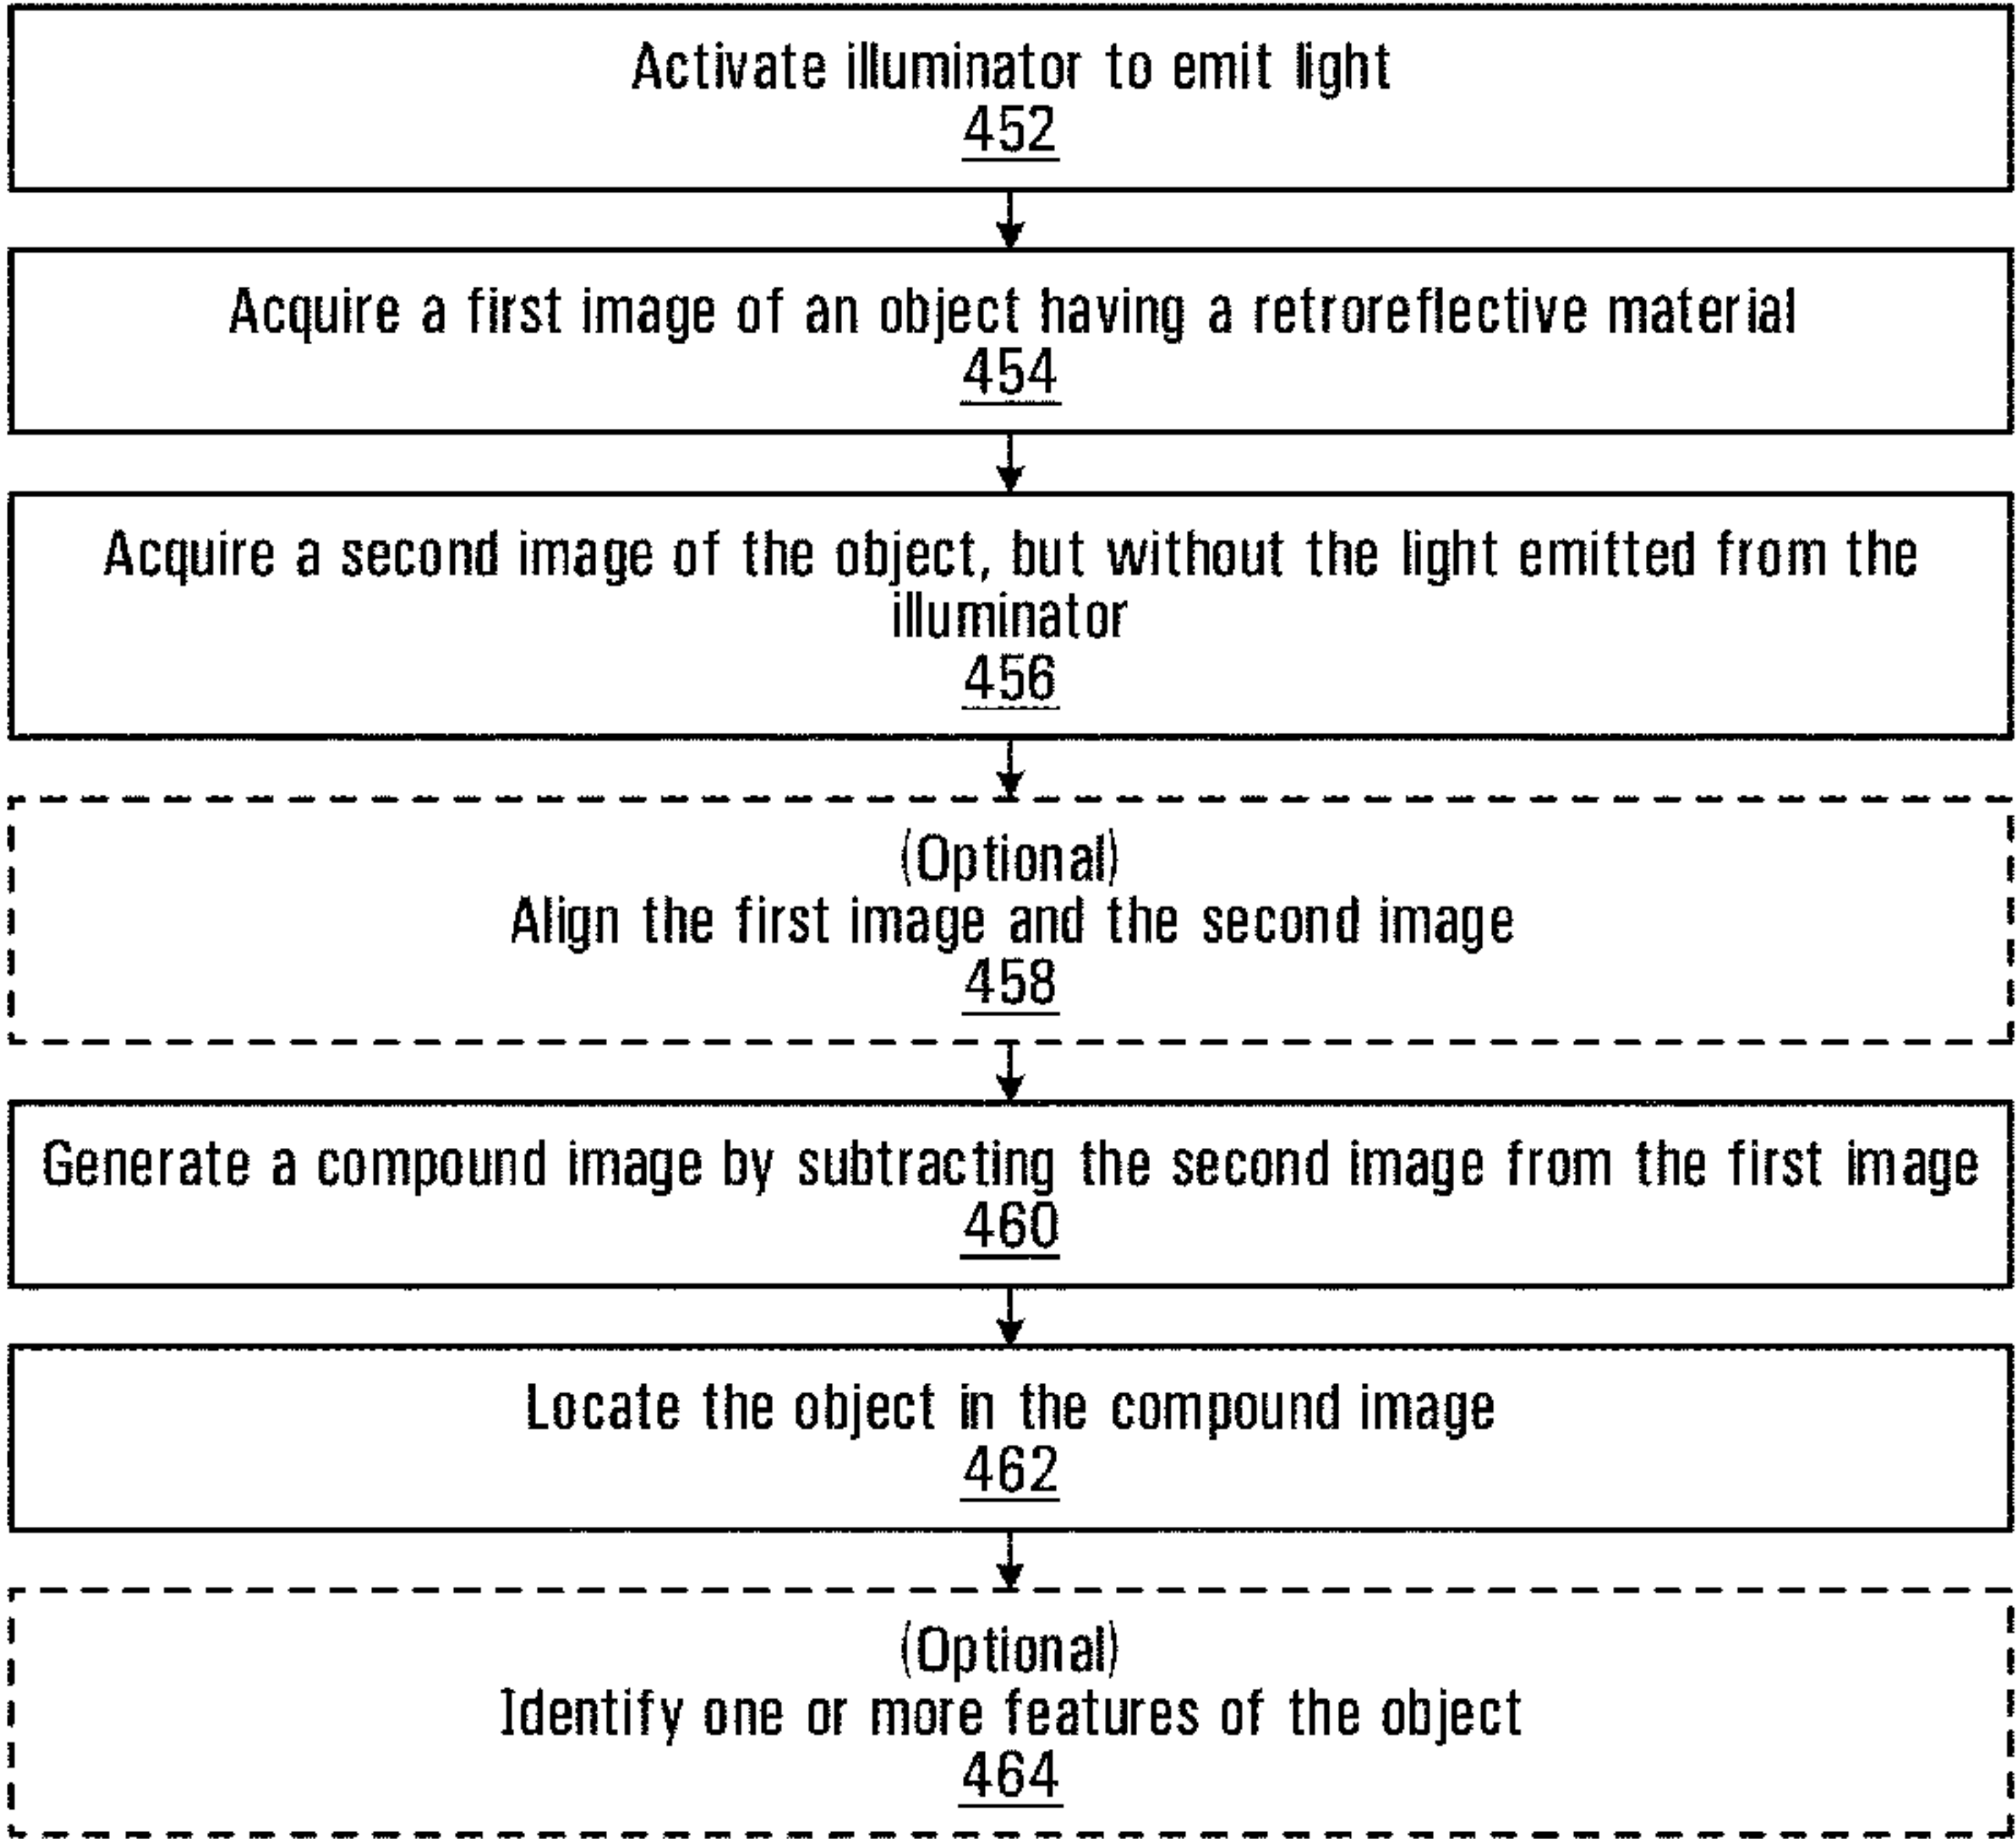 Activate illuminator to emit light
452
Acquire a first image of an object having a retroreflective material
454
Acquire a second image of the object, but without the light emitted from the
illuminator
456
(Optional)
Align the first image and the second image
458
Generate a compound image by subtracting the second image from the first image
460
Locate the object in the compound image
462
(Optional)
Identify one or more features of the object
464